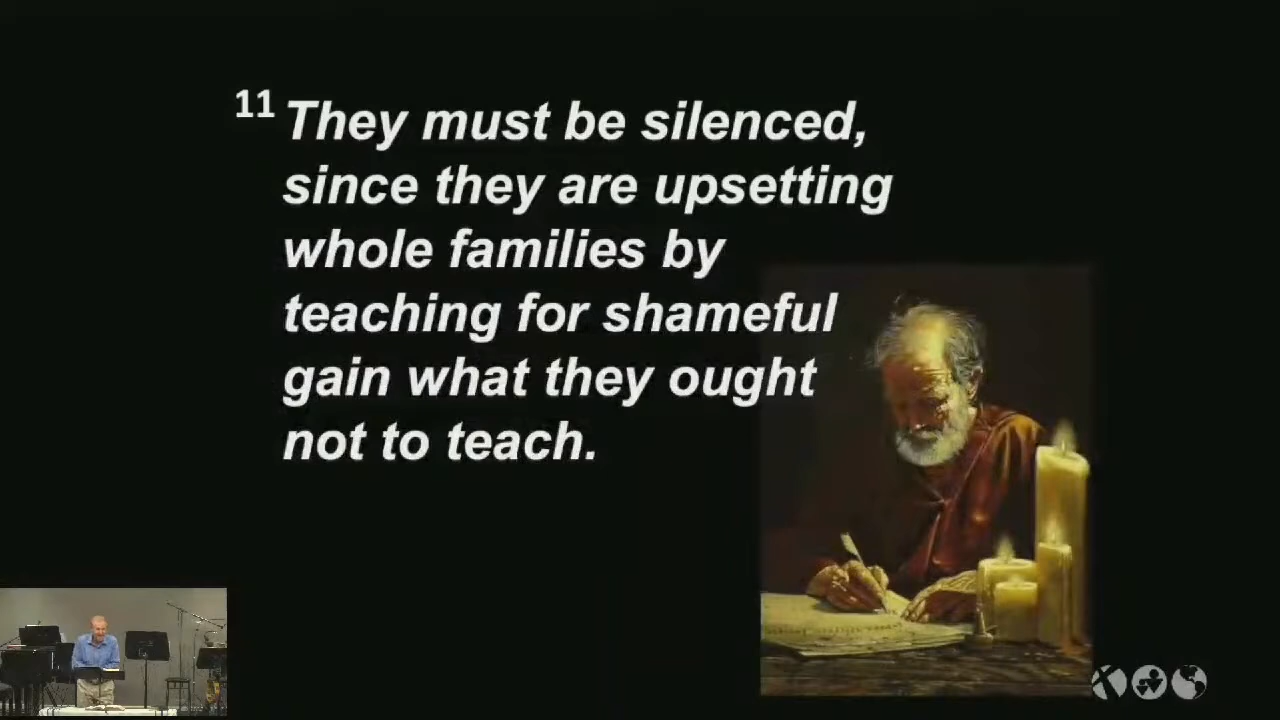 11 They must be silenced,
since they are upsetting
whole families by
teaching for shameful
gain what they ought
not to teach.